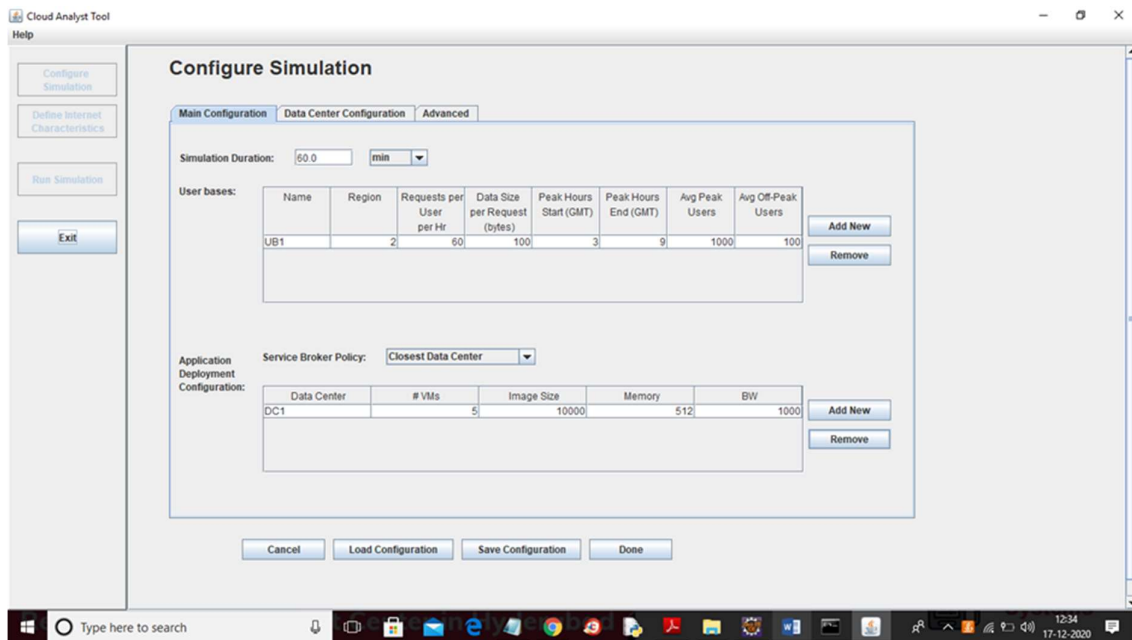 Cloud Analyst Tool
Help
Configure Simulation
Define Internet Characteristics
Run Simulation
Exit
Configure Simulation
Main Configuration Data Center Configuration Advanced
Simulation Duration: 60.0 min
User bases:
Name Region Requests per User per Hr Data Size per Request (bytes) Peak Hours Start (GMT) Peak Hours End (GMT) Avg Peak Users Avg Off-Peak Users
UB1 2 60 100 3 9 1000 100
Add New
Remove
Application Deployment Configuration:
Service Broker Policy: Closest Data Center
Data Center # VMs Image Size Memory BW
DC1 5 10000 512 1000
Add New
Remove
Cancel Load Configuration Save Configuration Done
Type here to search
12:34
17-12-2020